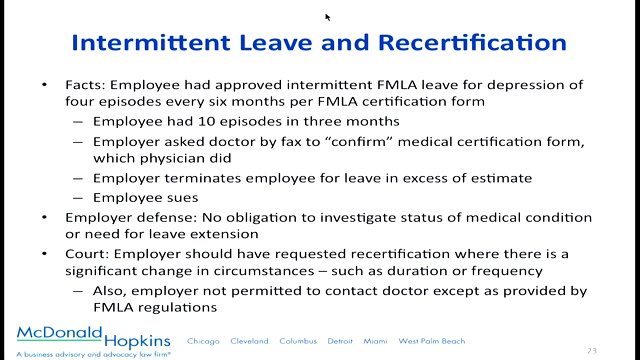 Intermittent Leave and Recertification
• Facts: Employee had approved intermittent FMLA leave for depression of
four episodes every six months per FMLA certification form
– Employee had 10 episodes in three months
– Employee asked doctor by fax to “confirm” medical certification form,
which physician did
– Employer terminates employee for leave in excess of estimate
– Employee sues
• Employer defense: No obligation to investigate status of medical condition
or need for leave extension
• Court: Employer should have requested recertification where there is a
significant change in circumstances – such as duration or frequency
– Also, employer not permitted to contact doctor except as provided by
FMLA regulations
McDonald
Hopkins
A business advisory and advocacy law firm®
Chicago Cleveland Columbus Detroit Miami West Palm Beach
23